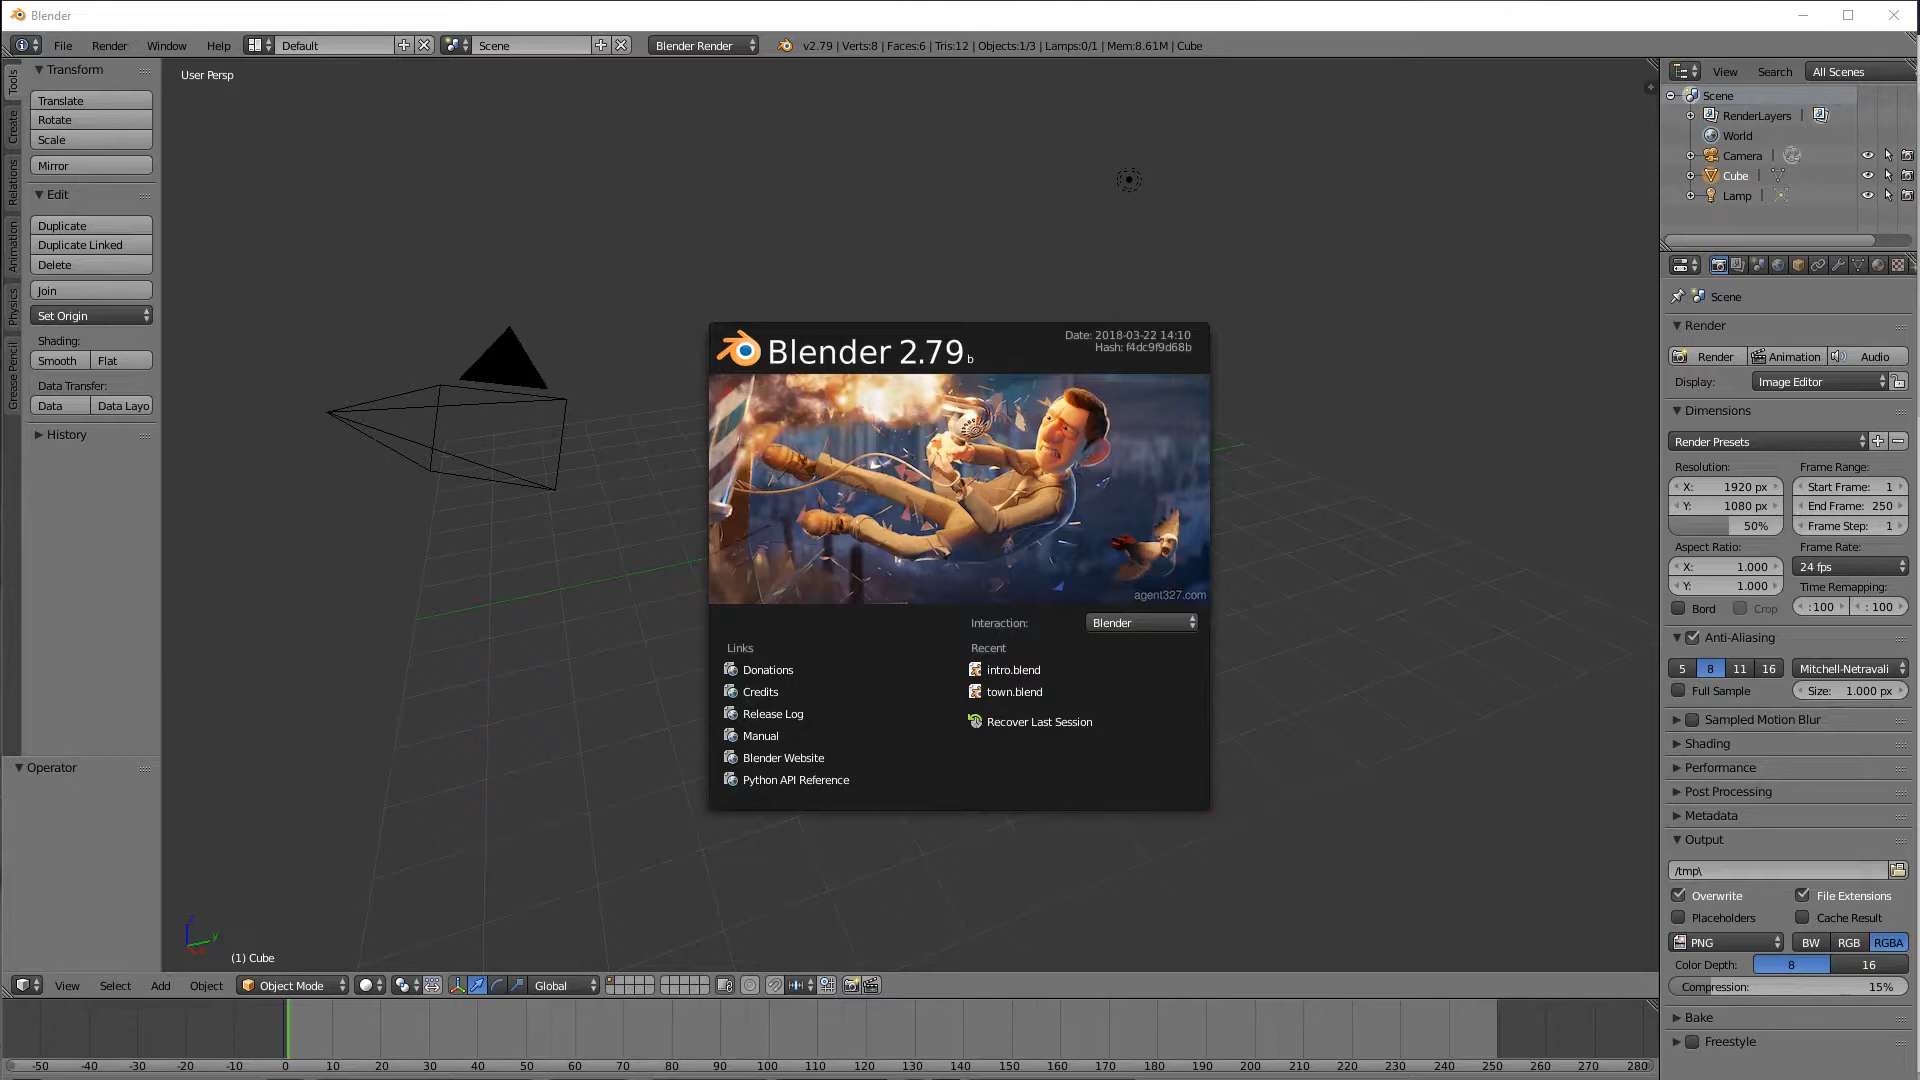 Blender
File Render Window Help Default Scene Blender Render v2.79 | Verts:8 | Faces:6 | Tris:12 | Objects:1/3 | Lamps:0/1 | Mem:8.61M | Cube
Tools
Create
Relations
Animation
Physics
Grease Pencil
Transform
Translate
Rotate
Scale
Mirror
Edit
Duplicate
Duplicate Linked
Delete
Join
Set Origin
Shading:
Smooth Flat
Data Transfer:
Data Data Layo
History
Operator
User Persp
Blender 2.79 b
Date: 2018-03-22 14:10
Hash: f4dc9f9d68b
agent327.com
Interaction: Blender
Links
Donations
Credits
Release Log
Manual
Blender Website
Python API Reference
Recent
intro.blend
town.blend
Recover Last Session
z
y
(1) Cube
View Select Add Object Object Mode Global
-50 -40 -30 -20 -10 0 10 20 30 40 50 60 70 80 90 100 110 120 130 140 150 160 170 180 190 200 210 220 230 240 250 260 270 280
View Search All Scenes
Scene
RenderLayers
World
Camera
Cube
Lamp
Scene
Render
Render Animation Audio
Display: Image Editor
Dimensions
Render Presets
Resolution: Frame Range:
X: 1920 px Start Frame: 1
Y: 1080 px End Frame: 250
50% Frame Step: 1
Aspect Ratio: Frame Rate:
X: 1.000 24 fps
Y: 1.000 Time Remapping:
Bord Crop :100 : 100
Anti-Aliasing
5 8 11 16 Mitchell-Netravali
Full Sample Size: 1.000 px
Sampled Motion Blur
Shading
Performance
Post Processing
Metadata
Output
/tmp\
Overwrite File Extensions
Placeholders Cache Result
PNG BW RGB RGBA
Color Depth: 8 16
Compression: 15%
Bake
Freestyle